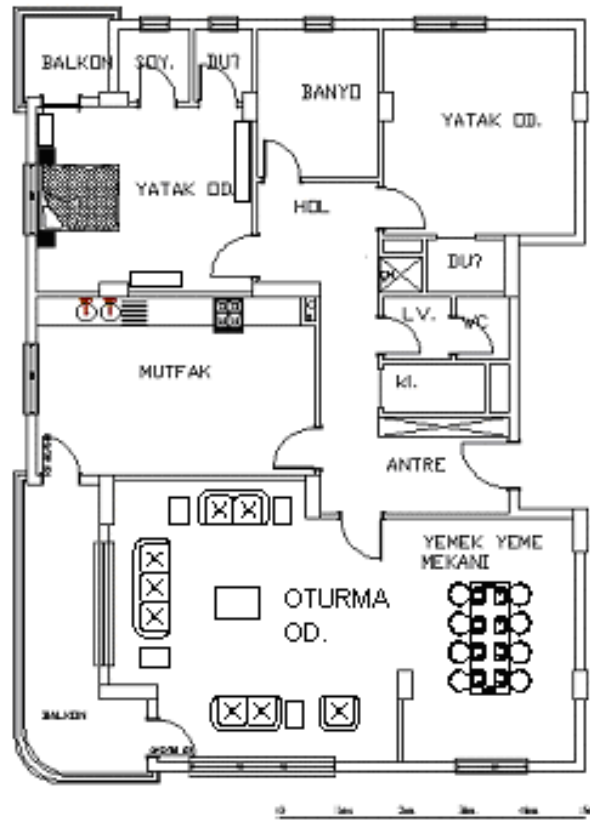 BALKON
SOY.
DU?
BANYO
YATAK OD.
YATAK OD.
HOL
DU?
LV.
WC
MUTFAK
kl.
ANTRE
YEMEK YEME
MEKANI
OTURMA
OD.
BALKON